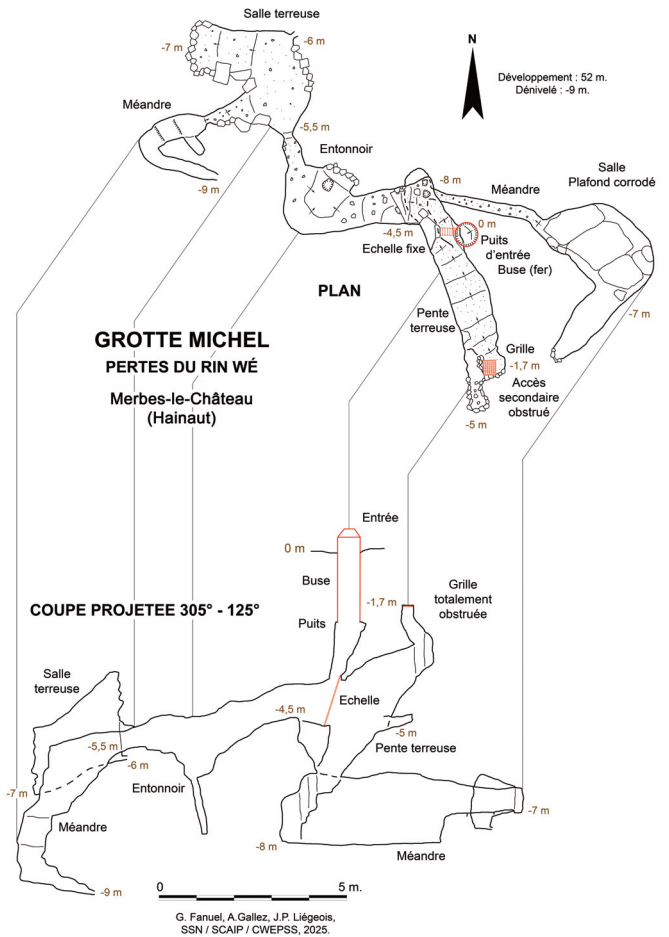 Salle terreuse
-7 m
-6 m
N
Développement : 52 m.
Dénivelé : -9 m.
Méandre
-5,5 m
Entonnoir
-9 m
-8 m
Méandre
Salle
Plafond corrodé
-4,5 m
0 m
Echelle fixe
Puits
d'entrée
Buse (fer)
PLAN
Pente
terreuse
-7 m
GROTTE MICHEL
PERTES DU RIN WÉ
Merbes-le-Château
(Hainaut)
Grille
-1,7 m
Accès
secondaire
obstrué
-5 m
Entrée
0 m
Buse
Grille
totalement
obstruée
-1,7 m
COUPE PROJETEE 305° - 125°
Puits
Salle
terreuse
Echelle
-4,5 m
-5 m
Pente terreuse
-5,5 m
-6 m
Entonnoir
-7 m
-7 m
Méandre
-8 m
Méandre
-9 m
0
5 m.
G. Fanuel, A.Gallez, J.P. Liégeois,
SSN / SCAIP / CWEPSS, 2025.